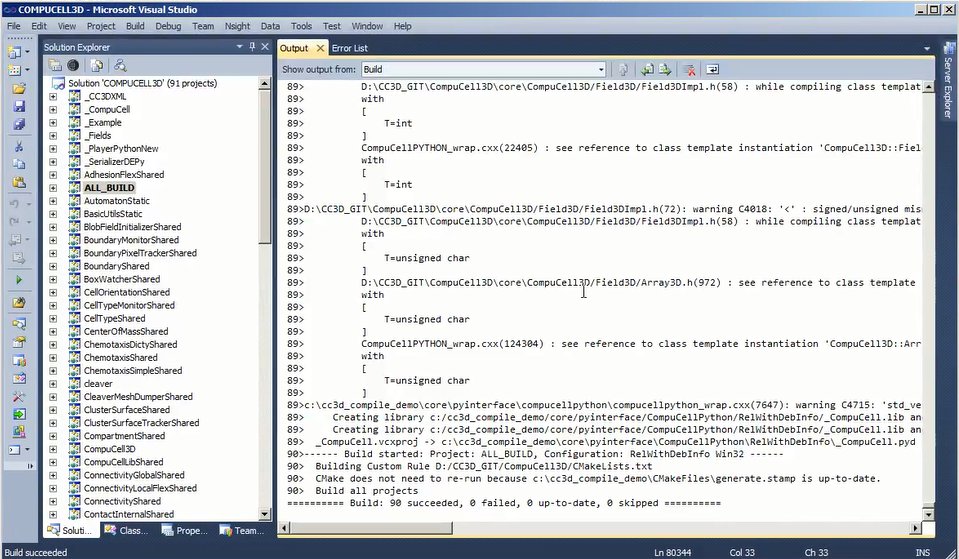 COMPUCELL3D - Microsoft Visual Studio
File Edit View Project Build Debug Team Nsight Data Tools Test Window Help
Solution Explorer
Solution 'COMPUCELL3D' (91 projects)
_CC3DXML
_CompuCell
_Example
_Fields
_PlayerPythonNew
_SerializerDEPy
AdhesionFlexShared
ALL_BUILD
AutomatonStatic
BasicUtilsStatic
BlobFieldInitializerShared
BoundaryMonitorShared
BoundaryPixelTrackerShared
BoundaryShared
BoxWatcherShared
CellOrientationShared
CellTypeMonitorShared
CellTypeShared
CenterOfMassShared
ChemotaxisDictyShared
ChemotaxisShared
ChemotaxisSimpleShared
cleaver
CleaverMeshDumperShared
ClusterSurfaceShared
ClusterSurfaceTrackerShared
CompartmentShared
CompuCell3D
CompuCellLibShared
ConnectivityGlobalShared
ConnectivityLocalFlexShared
ConnectivityShared
ContactInternalShared
Soluti... Class... Prope... Team...
Output Error List
Show output from: Build
89> D:\CC3D_GIT\CompuCell3D\core\CompuCell3D/Field3D/Field3DImpl.h(58) : while compiling class templat
89> with
89> [
89> T=int
89> ]
89> CompuCellPYTHON_wrap.cxx(22405) : see reference to class template instantiation 'CompuCell3D::Fiel
89> with
89> [
89> T=int
89> ]
89>D:\CC3D_GIT\CompuCell3D\core\CompuCell3D/Field3D/Field3DImpl.h(72): warning C4018: '<' : signed/unsigned mis
89> D:\CC3D_GIT\CompuCell3D\core\CompuCell3D/Field3D/Field3DImpl.h(58) : while compiling class templat
89> with
89> [
89> T=unsigned char
89> ]
89> D:\CC3D_GIT\CompuCell3D\core\CompuCell3D/Field3D/Array3D.h(972) : see reference to class template
89> with
89> [
89> T=unsigned char
89> ]
89> CompuCellPYTHON_wrap.cxx(124304) : see reference to class template instantiation 'CompuCell3D::Arr
89> with
89> [
89> T=unsigned char
89> ]
89>c:\cc3d_compile_demo\core\pyinterface\compucellpython\compucellpython_wrap.cxx(7647): warning C4715: 'std_ve
89> Creating library c:/cc3d_compile_demo/core/pyinterface/CompuCellPython/RelWithDebInfo/_CompuCell.lib an
89> Creating library c:/cc3d_compile_demo/core/pyinterface/CompuCellPython/RelWithDebInfo/_CompuCell.lib an
89> _CompuCell.vcxproj -> c:\cc3d_compile_demo\core\pyinterface\CompuCellPython\RelWithDebInfo\_CompuCell.pyd
90>------ Build started: Project: ALL_BUILD, Configuration: RelWithDebInfo Win32 ------
90> Building Custom Rule D:/CC3D_GIT/CompuCell3D/CMakeLists.txt
90> CMake does not need to re-run because c:\cc3d_compile_demo\CMakeFiles\generate.stamp is up-to-date.
90> Build all projects
========== Build: 90 succeeded, 0 failed, 0 up-to-date, 0 skipped ==========
Server Explorer
Build succeeded Ln 80344 Col 33 Ch 33 INS